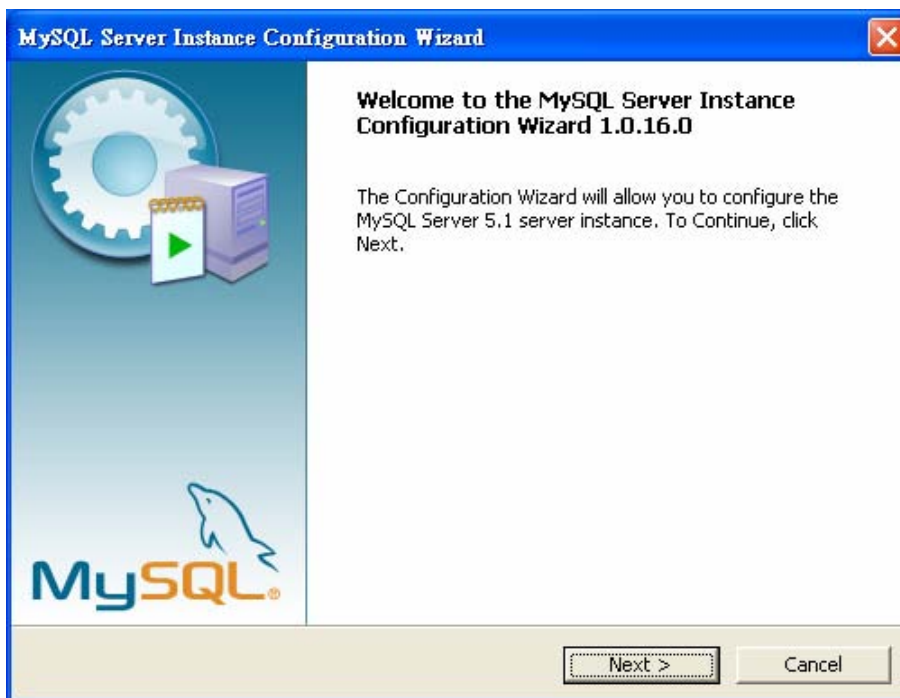 MySQL Server Instance Configuration Wizard
Welcome to the MySQL Server Instance
Configuration Wizard 1.0.16.0
The Configuration Wizard will allow you to configure the
MySQL Server 5.1 server instance. To Continue, click
Next.
MySQL®
Next >
Cancel